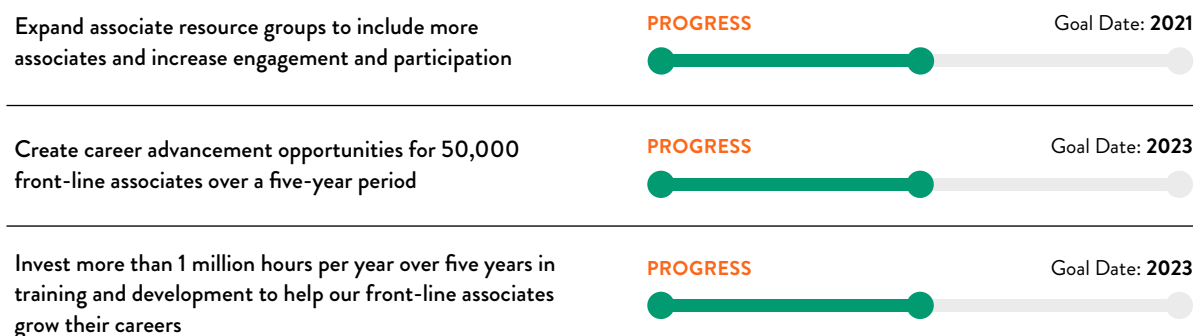 Expand associate resource groups to include more
associates and increase engagement and participation
PROGRESS
Goal Date: 2021
Create career advancement opportunities for 50,000
front-line associates over a five-year period
PROGRESS
Goal Date: 2023
Invest more than 1 million hours per year over five years in
training and development to help our front-line associates
grow their careers
PROGRESS
Goal Date: 2023